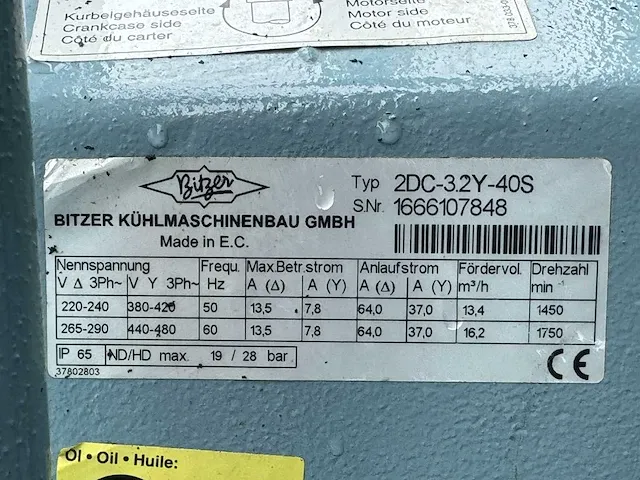 Kurbelgehäuseseite
Crankcase side
Côté du carter
Motorseite
Motor side
Côté du moteur
Bitzer
BITZER KÜHLMASCHINENBAU GMBH
Made in E.C.
Typ 2DC-3.2Y-40S
S.Nr. 1666107848
Nennspannung Frequ. Max.Betr.strom Anlaufstrom Fördervol. Drehzahl
V Δ 3Ph~ V Y 3Ph~ Hz A (Δ) A (Y) A (Δ) A (Y) m³/h min
220-240 380-420 50 13,5 7,8 64,0 37,0 13,4 1450
265-290 440-480 60 13,5 7,8 64,0 37,0 16,2 1750
IP 65 ND/HD max. 19 / 28 bar
37802803
CE
Öl • Oil • Huile: